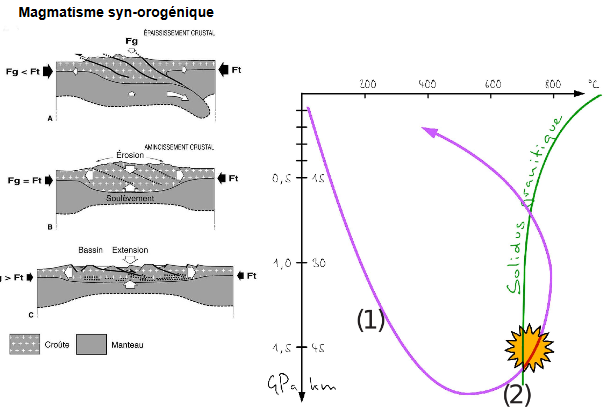 Magmatisme syn-orogénique
ÉPAISSISSEMENT CRUSTAL
Fg
Fg < Ft
Ft
A
AMINCISSEMENT CRUSTAL
Érosion
Fg = Ft
Ft
Soulèvement
B
Bassin Extension
g > Ft
Ft
C
Croûte
Manteau
200 400 600 800 °C
Solidus granitique
0,5 15
1,0 30
(1)
1,5 45
GPa km
(2)